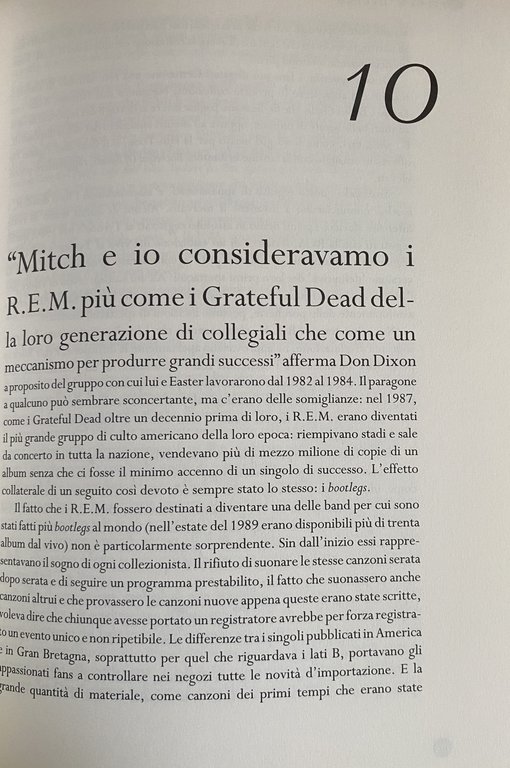 10
“Mitch e io consideravamo i
R.E.M. più come i Grateful Dead del-
la loro generazione di collegiali che come un
meccanismo per produrre grandi successi” afferma Don Dixon
a proposito del gruppo con cui lui e Easter lavorarono dal 1982 al 1984. Il paragone
a qualcuno può sembrare sconcertante, ma c’erano delle somiglianze: nel 1987,
come i Grateful Dead oltre un decennio prima di loro, i R.E.M. erano diventati
il più grande gruppo di culto americano della loro epoca: riempivano stadi e sale
da concerto in tutta la nazione, vendevano più di mezzo milione di copie di un
album senza che ci fosse il minimo accenno di un singolo di successo. L’effetto
collaterale di un seguito così devoto è sempre stato lo stesso: i bootlegs.
Il fatto che i R.E.M. fossero destinati a diventare una delle band per cui sono
stati fatti più bootlegs al mondo (nell’estate del 1989 erano disponibili più di trenta
album dal vivo) non è particolarmente sorprendente. Sin dall’inizio essi rappre-
sentavano il sogno di ogni collezionista. Il rifiuto di suonare le stesse canzoni serata
dopo serata e di seguire un programma prestabilito, il fatto che suonassero anche
canzoni altrui e che provassero le canzoni nuove appena queste erano state scritte,
voleva dire che chiunque avesse portato un registratore avrebbe per forza registra-
to un evento unico e non ripetibile. Le differenze tra i singoli pubblicati in America
e in Gran Bretagna, soprattutto per quel che riguardava i lati B, portavano gli
appassionati fans a controllare nei negozi tutte le novità d’importazione. E la
grande quantità di materiale, come canzoni dei primi tempi che erano state